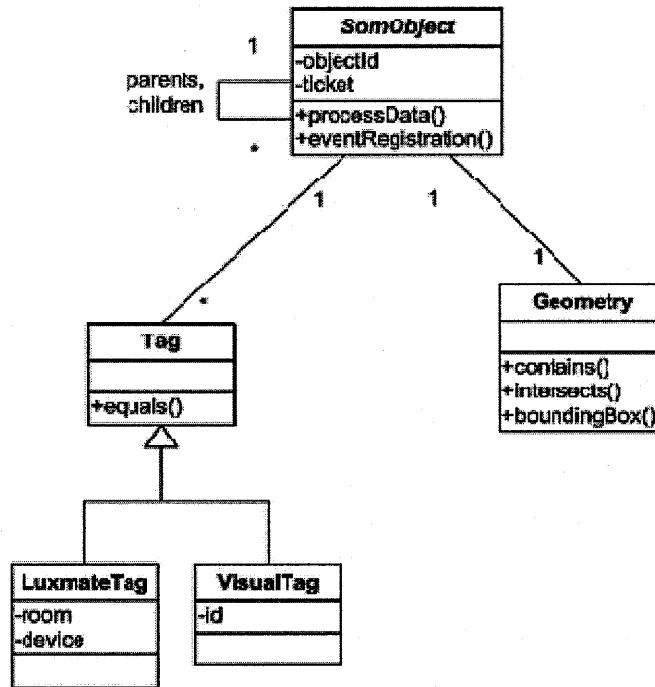 SomObject
-objectId
-ticket
+processData()
+eventRegistration()
1
parents,
children
*
1
*
1
1
Tag
+equals()
Geometry
+contains()
+intersects()
+boundingBox()
LuxmateTag
-room
-device
VisualTag
-id